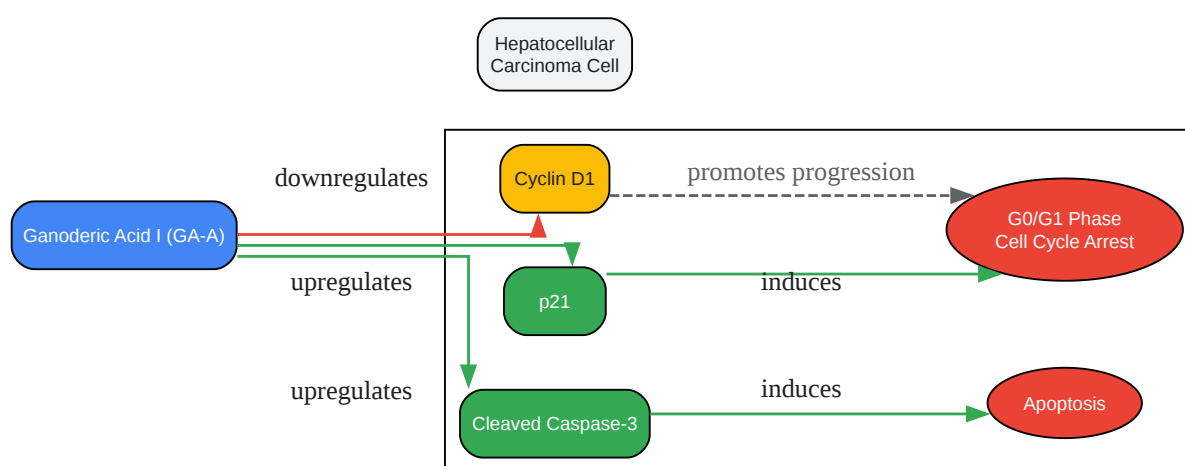 Hepatocellular
Carcinoma Cell
downregulates
Cyclin D1
promotes progression
Ganoderic Acid I (GA-A)
G0/G1 Phase
Cell Cycle Arrest
upregulates
p21
induces
upregulates
Cleaved Caspase-3
induces
Apoptosis